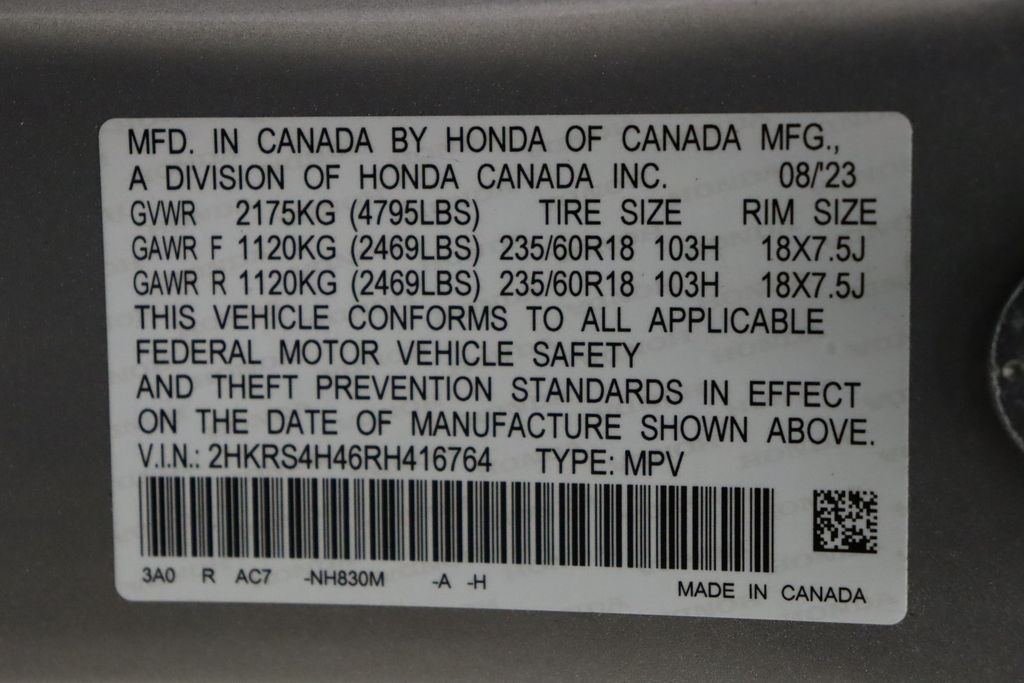 MFD. IN CANADA BY HONDA OF CANADA MFG.,
A DIVISION OF HONDA CANADA INC. 08/'23
GVWR 2175KG (4795LBS) TIRE SIZE RIM SIZE
GAWR F 1120KG (2469LBS) 235/60R18 103H 18X7.5J
GAWR R 1120KG (2469LBS) 235/60R18 103H 18X7.5J
THIS VEHICLE CONFORMS TO ALL APPLICABLE
FEDERAL MOTOR VEHICLE SAFETY
AND THEFT PREVENTION STANDARDS IN EFFECT
ON THE DATE OF MANUFACTURE SHOWN ABOVE.
V.I.N.: 2HKRS4H46RH416764 TYPE: MPV
3A0 R AC7 -NH830M -A -H
MADE IN CANADA